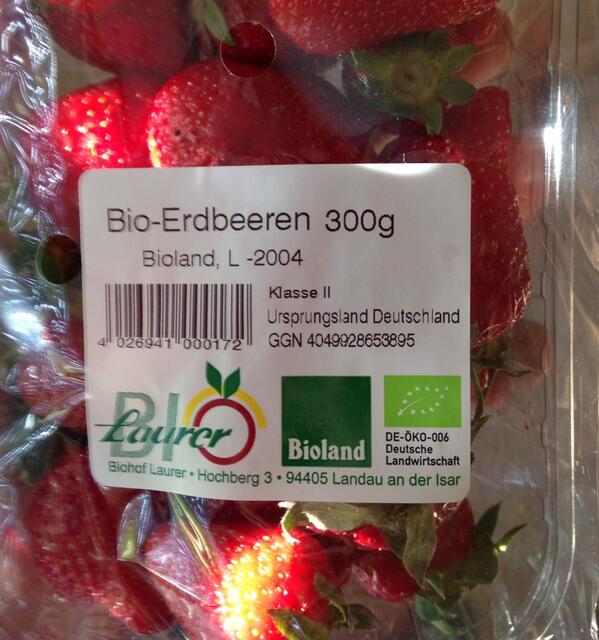 Bio-Erdbeeren 300g
Bioland, L -2004
Klasse II
Ursprungsland Deutschland
GGN 4049928653895
4 026941 000172
BIO
Laurer
Bioland
DE-ÖKO-006
Deutsche
Landwirtschaft
Biohof Laurer • Hochberg 3 • 94405 Landau an der Isar